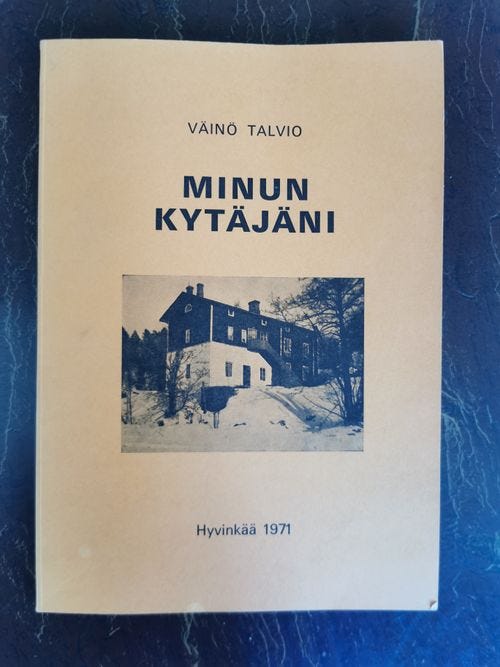 VÄINÖ TALVIO
MINUN
KYTÄJÄNI
Hyvinkää 1971